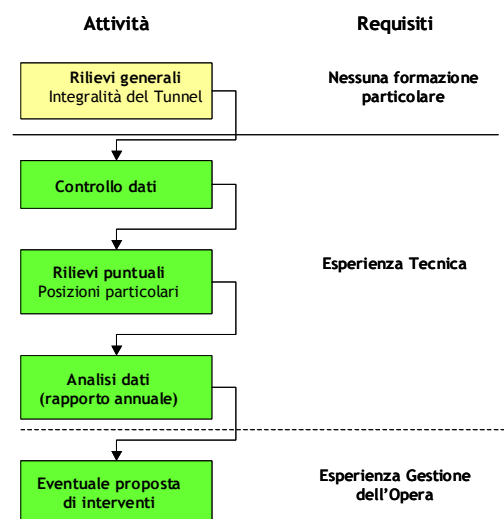 Attività
Requisiti
Rilievi generali
Integralità del Tunnel
Nessuna formazione
particolare
Controllo dati
Rilievi puntuali
Posizioni particolari
Esperienza Tecnica
Analisi dati
(rapporto annuale)
Eventuale proposta
di interventi
Esperienza Gestione
dell'Opera